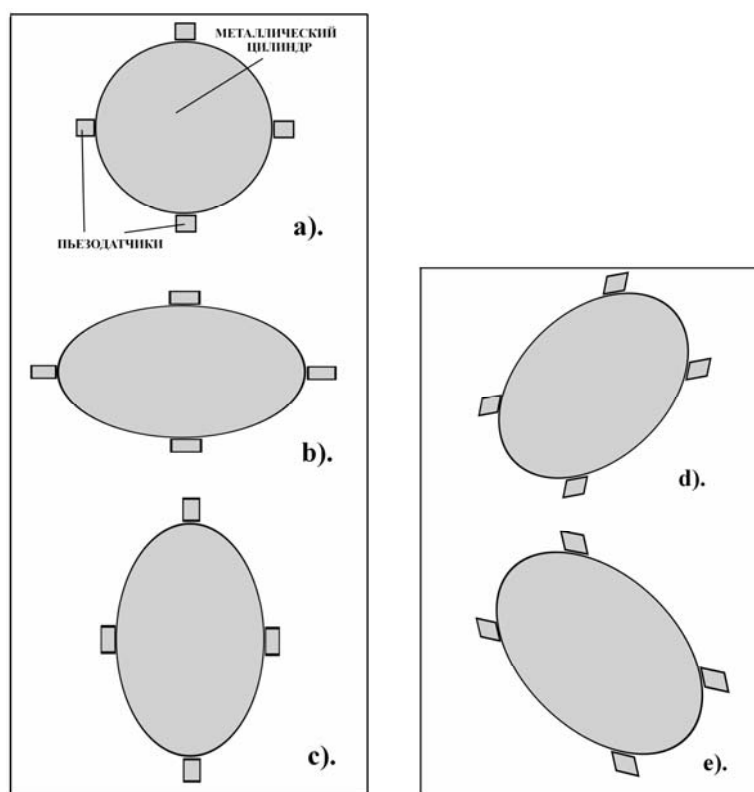 МЕТАЛЛИЧЕСКИЙ
ЦИЛИНДР
ПЬЕЗОДАТЧИКИ
a).
b).
c).
d).
e).